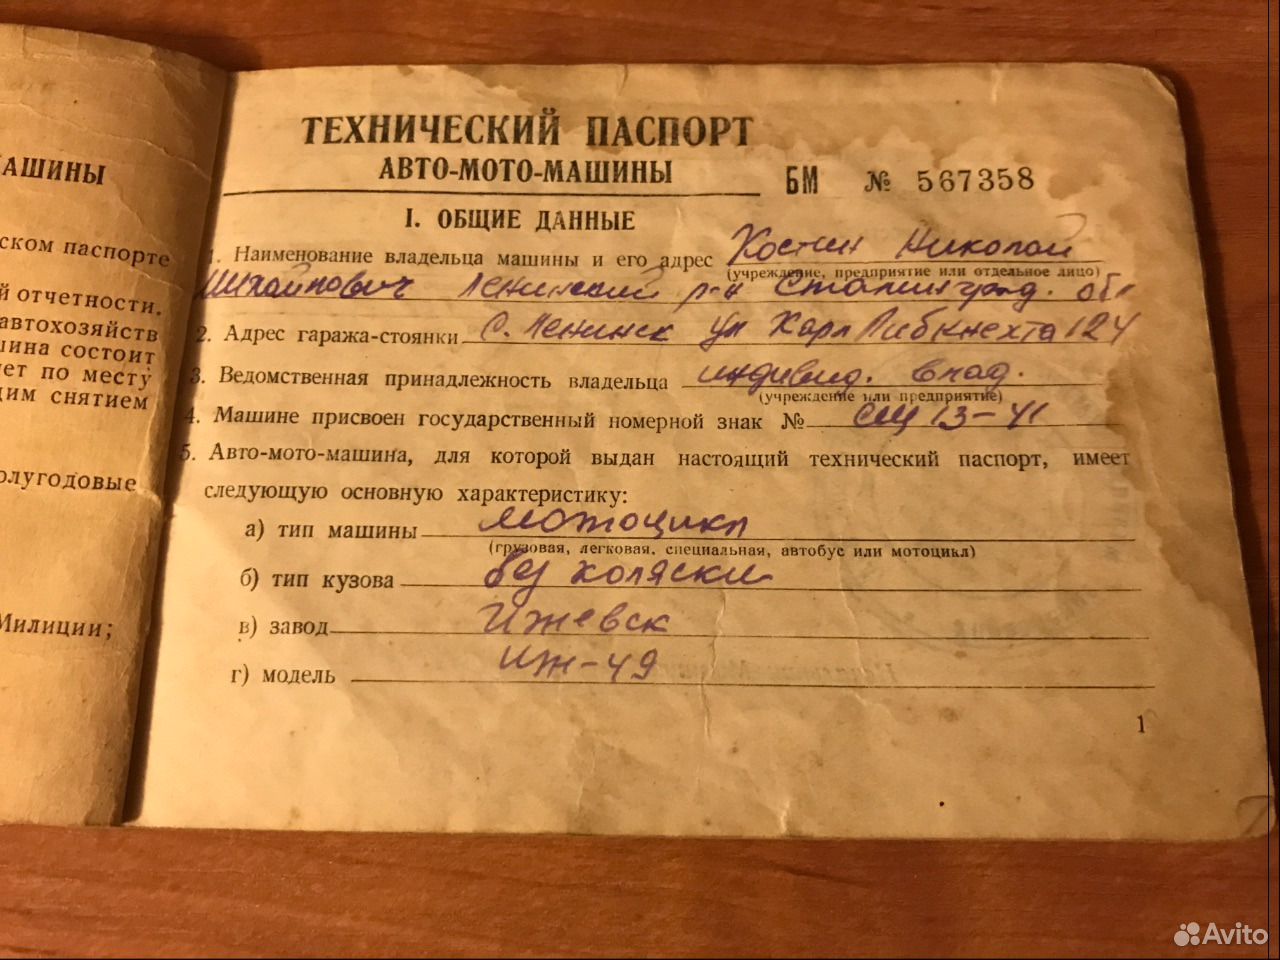 АШИНЫ
ском паспорте
й отчетности.
автохозяйств
шина состоит
ет по месту
щим снятием
олугодовые
Милиции;
ТЕХНИЧЕСКИЙ ПАСПОРТ
АВТО-МОТО-МАШИНЫ
БМ № 567358
I. ОБЩИЕ ДАННЫЕ
1. Наименование владельца машины и его адрес Костин Николай
(учреждение, предприятие или отдельное лицо)
Михайлович Ленинский р-н Сталинград. обл
2. Адрес гаража-стоянки С. Ленинск ул Карл Либкнехта 124
3. Ведомственная принадлежность владельца индивид. влад.
(учреждение или предприятие)
4. Машине присвоен государственный номерной знак № СЩ 13-41
5. Авто-мото-машина, для которой выдан настоящий технический паспорт, имеет
следующую основную характеристику:
а) тип машины мотоцикл
(грузовая, легковая, специальная, автобус или мотоцикл)
б) тип кузова без коляски
в) завод Ижевск
г) модель ИЖ-49
1
Avito